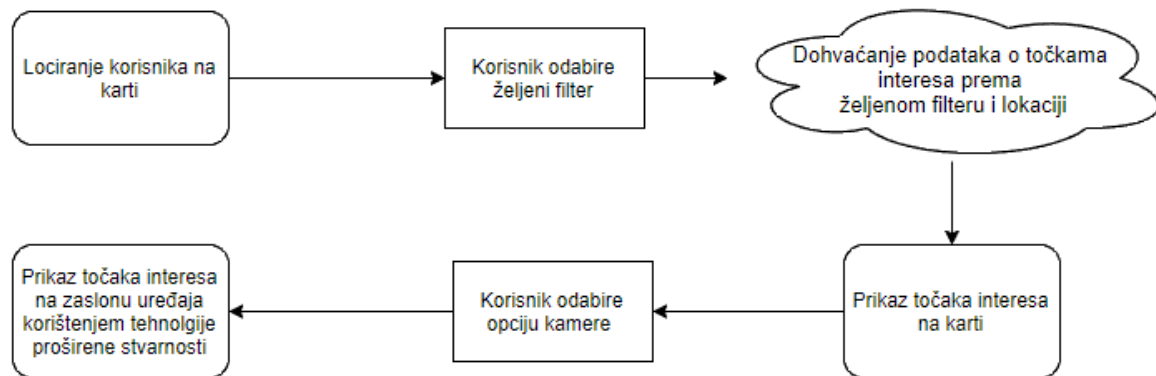 Lociranje korisnika na
karti
Korisnik odabire
željeni filter
Dohvaćanje podataka o točkama
interesa prema
željenom filteru i lokaciji
Prikaz točaka interesa
na karti
Korisnik odabire
opciju kamere
Prikaz točaka interesa
na zaslonu uređaja
korištenjem tehnolgije
proširene stvarnosti